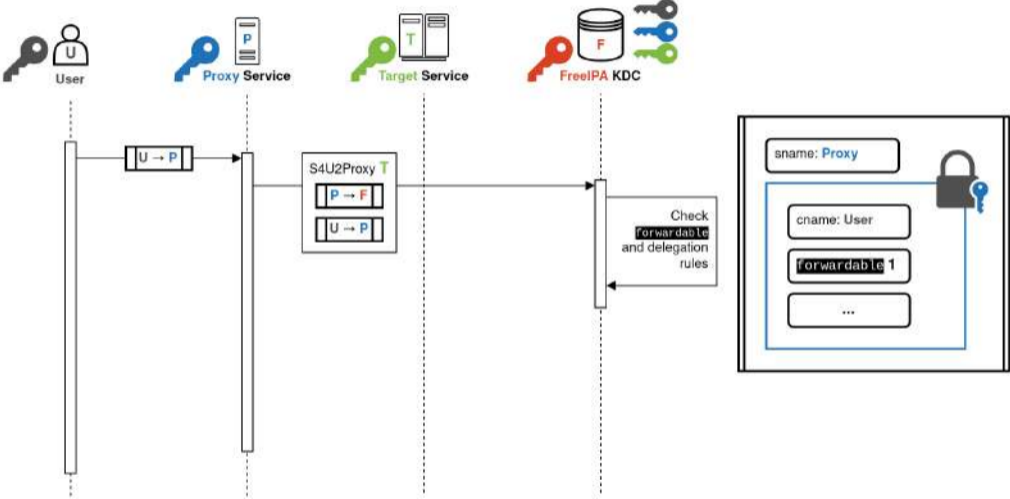 U
User
P
Proxy Service
T
Target Service
F
FreeIPA KDC
U → P
S4U2Proxy T
P → F
U → P
Check
forwardable
and delegation
rules
sname: Proxy
cname: User
forwardable 1
...